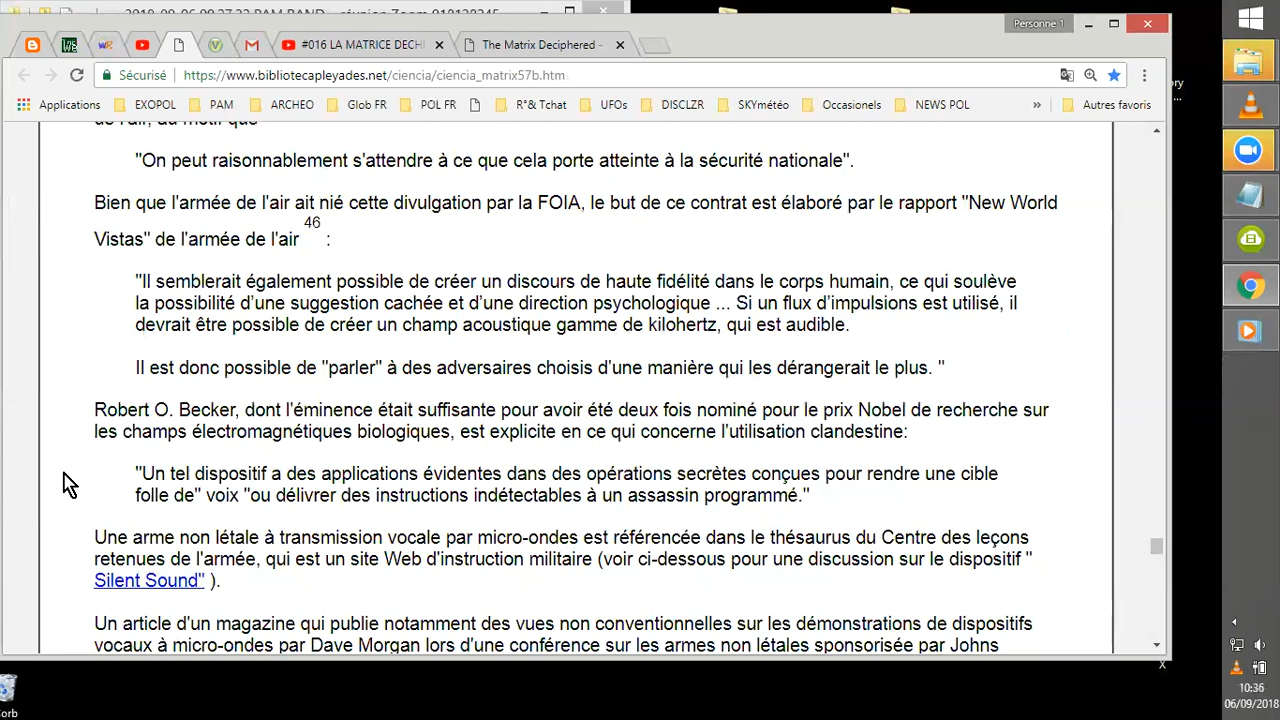 Personne 1
#016 LA MATRICE DECHI
The Matrix Deciphered -
Sécurisé
https://www.bibliotecapleyades.net/ciencia/ciencia_matrix57b.htm
Applications EXOPOL PAM ARCHEO Glob FR POL FR R°& Tchat UFOs DISCLZR SKYmétéo Occasionels NEWS POL » Autres favoris
de l'air, au motif que
"On peut raisonnablement s'attendre à ce que cela porte atteinte à la sécurité nationale".
Bien que l'armée de l'air ait nié cette divulgation par la FOIA, le but de ce contrat est élaboré par le rapport "New World
Vistas" de l'armée de l'air 46 :
"Il semblerait également possible de créer un discours de haute fidélité dans le corps humain, ce qui soulève
la possibilité d’une suggestion cachée et d’une direction psychologique ... Si un flux d’impulsions est utilisé, il
devrait être possible de créer un champ acoustique gamme de kilohertz, qui est audible.
Il est donc possible de "parler" à des adversaires choisis d’une manière qui les dérangerait le plus. "
Robert O. Becker, dont l'éminence était suffisante pour avoir été deux fois nominé pour le prix Nobel de recherche sur
les champs électromagnétiques biologiques, est explicite en ce qui concerne l'utilisation clandestine:
"Un tel dispositif a des applications évidentes dans des opérations secrètes conçues pour rendre une cible
folle de" voix "ou délivrer des instructions indétectables à un assassin programmé."
Une arme non létale à transmission vocale par micro-ondes est référencée dans le thésaurus du Centre des leçons
retenues de l'armée, qui est un site Web d'instruction militaire (voir ci-dessous pour une discussion sur le dispositif "
Silent Sound" ).
Un article d'un magazine qui publie notamment des vues non conventionnelles sur les démonstrations de dispositifs
vocaux à micro-ondes par Dave Morgan lors d'une conférence sur les armes non létales sponsorisée par Johns
10:36
06/09/2018